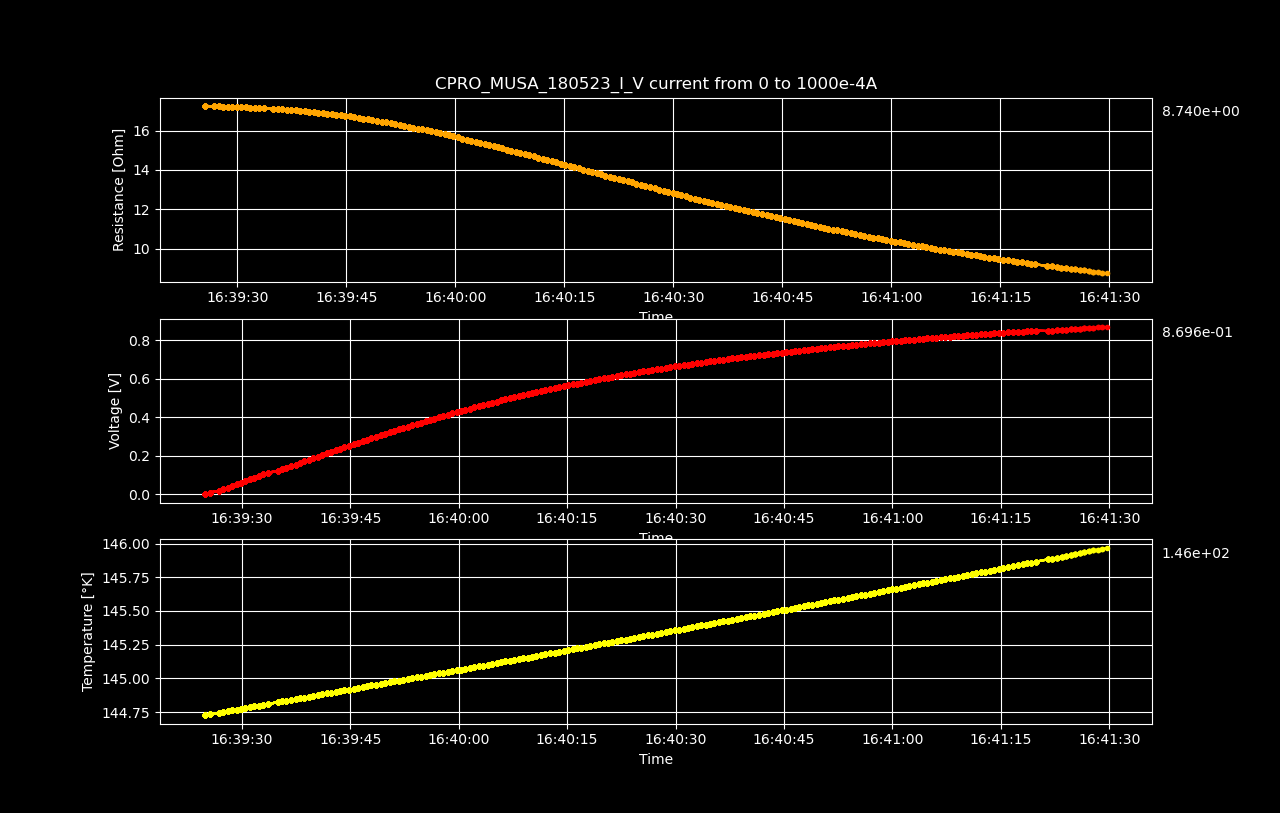 CPRO_MUSA_180523_I_V current from 0 to 1000e-4A
8.740e+00
Resistance [Ohm]
16
14
12
10
16:39:30 16:39:45 16:40:00 16:40:15 16:40:30 16:40:45 16:41:00 16:41:15 16:41:30
Time
8.696e-01
Voltage [V]
0.8
0.6
0.4
0.2
0.0
16:39:30 16:39:45 16:40:00 16:40:15 16:40:30 16:40:45 16:41:00 16:41:15 16:41:30
Time
1.46e+02
Temperature [°K]
146.00
145.75
145.50
145.25
145.00
144.75
16:39:30 16:39:45 16:40:00 16:40:15 16:40:30 16:40:45 16:41:00 16:41:15 16:41:30
Time